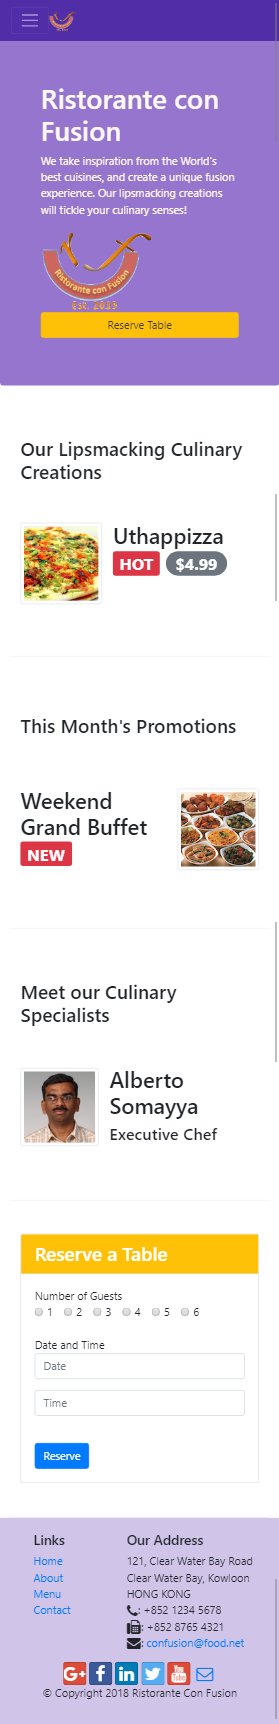 Ristorante con
Fusion
We take inspiration from the World's
best cuisines, and create a unique fusion
experience. Our lipsmacking creations
will tickle your culinary senses!
Ristorante con Fusion
Est. 2013
Reserve Table
Our Lipsmacking Culinary
Creations
Uthappizza
HOT $4.99
This Month's Promotions
Weekend
Grand Buffet
NEW
Meet our Culinary
Specialists
Alberto
Somayya
Executive Chef
Reserve a Table
Number of Guests
1 2 3 4 5 6
Date and Time
Date
Time
Reserve
Links
Home
About
Menu
Contact
Our Address
121, Clear Water Bay Road
Clear Water Bay, Kowloon
HONG KONG
: +852 1234 5678
: +852 8765 4321
: confusion@food.net
© Copyright 2018 Ristorante Con Fusion